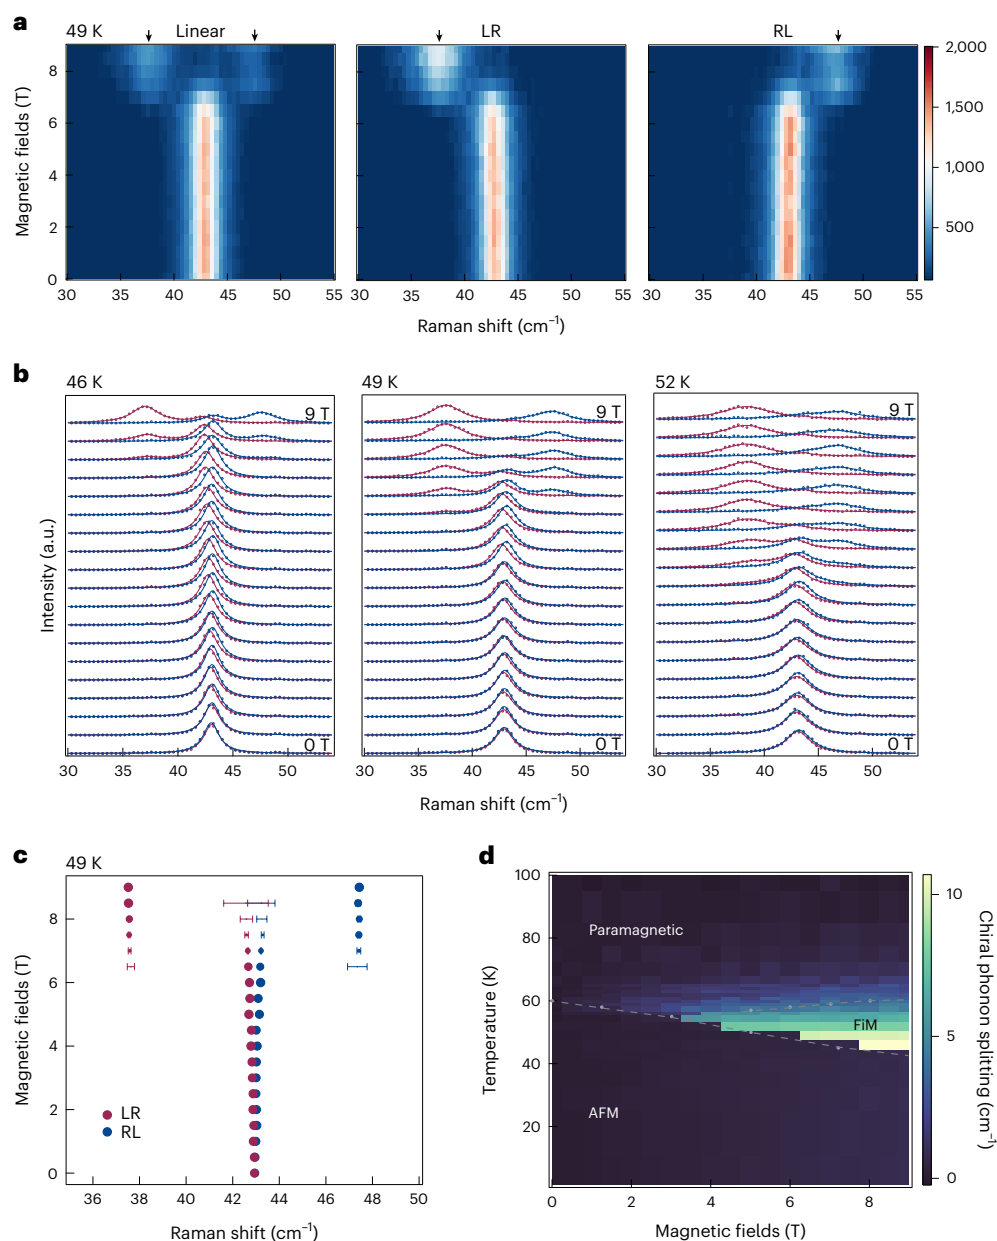 a
49 K
Linear
LR
RL
Magnetic fields (T)
8
6
4
2
0
30 35 40 45 50 55
30 35 40 45 50 55
30 35 40 45 50 55
2,000
1,500
1,000
500
Raman shift (cm⁻¹)
b
46 K
49 K
52 K
9 T
9 T
9 T
Intensity (a.u.)
0 T
0 T
0 T
30 35 40 45 50
30 35 40 45 50
30 35 40 45 50
Raman shift (cm⁻¹)
c
49 K
Magnetic fields (T)
8
6
4
2
0
LR
RL
36 38 40 42 44 46 48 50
Raman shift (cm⁻¹)
d
Temperature (K)
100
80
60
40
20
Paramagnetic
FiM
AFM
0 2 4 6 8
Magnetic fields (T)
10
5
0
Chiral phonon splitting (cm⁻¹)